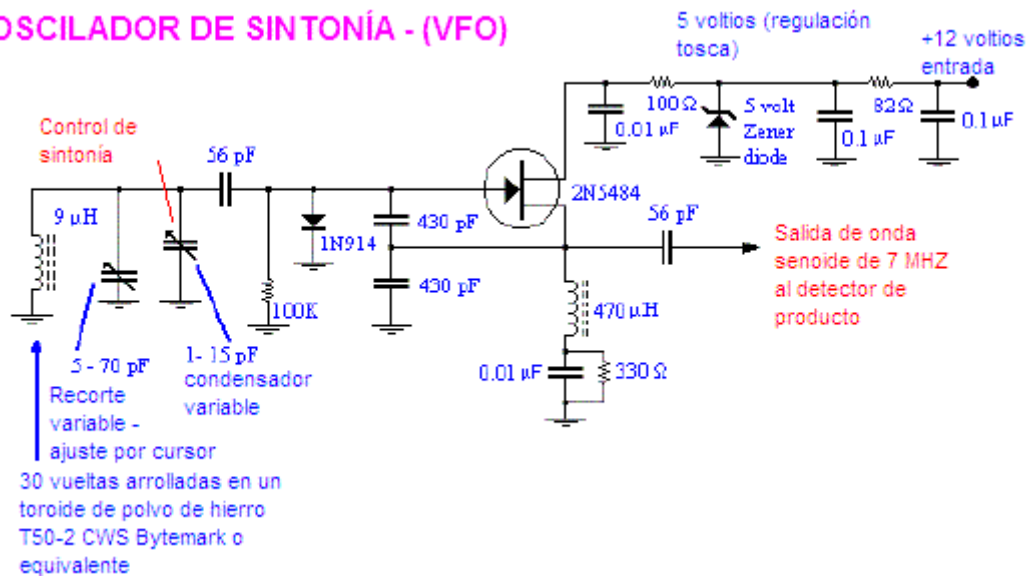 OSCILADOR DE SINTONÍA - (VFO)
5 voltios (regulación
tosca)
+12 voltios
entrada
Control de
sintonía
56 pF
9 µH
100Ω
0.01 µF
5 volt
Zener
diode
82Ω
0.1 µF
0.1 µF
2N5484
1N914
430 pF
430 pF
100K
56 pF
Salida de onda
senoide de 7 MHZ
al detector de
producto
470 µH
0.01 µF
330 Ω
5 - 70 pF
Recorte
variable -
ajuste por cursor
1- 15 pF
condensador
variable
30 vueltas arrolladas en un
toroide de polvo de hierro
T50-2 CWS Bytemark o
equivalente